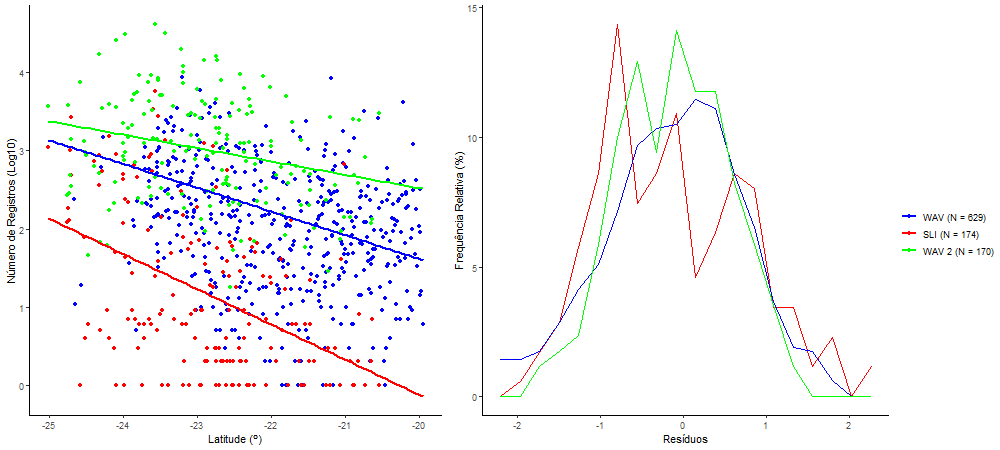 Número de Registros (Log10)
4
3
2
1
0
-25
-24
-23
-22
-21
-20
Latitude (º)
Frequência Relativa (%)
15
10
5
0
-2
-1
0
1
2
Resíduos
WAV (N = 629)
SLI (N = 174)
WAV 2 (N = 170)